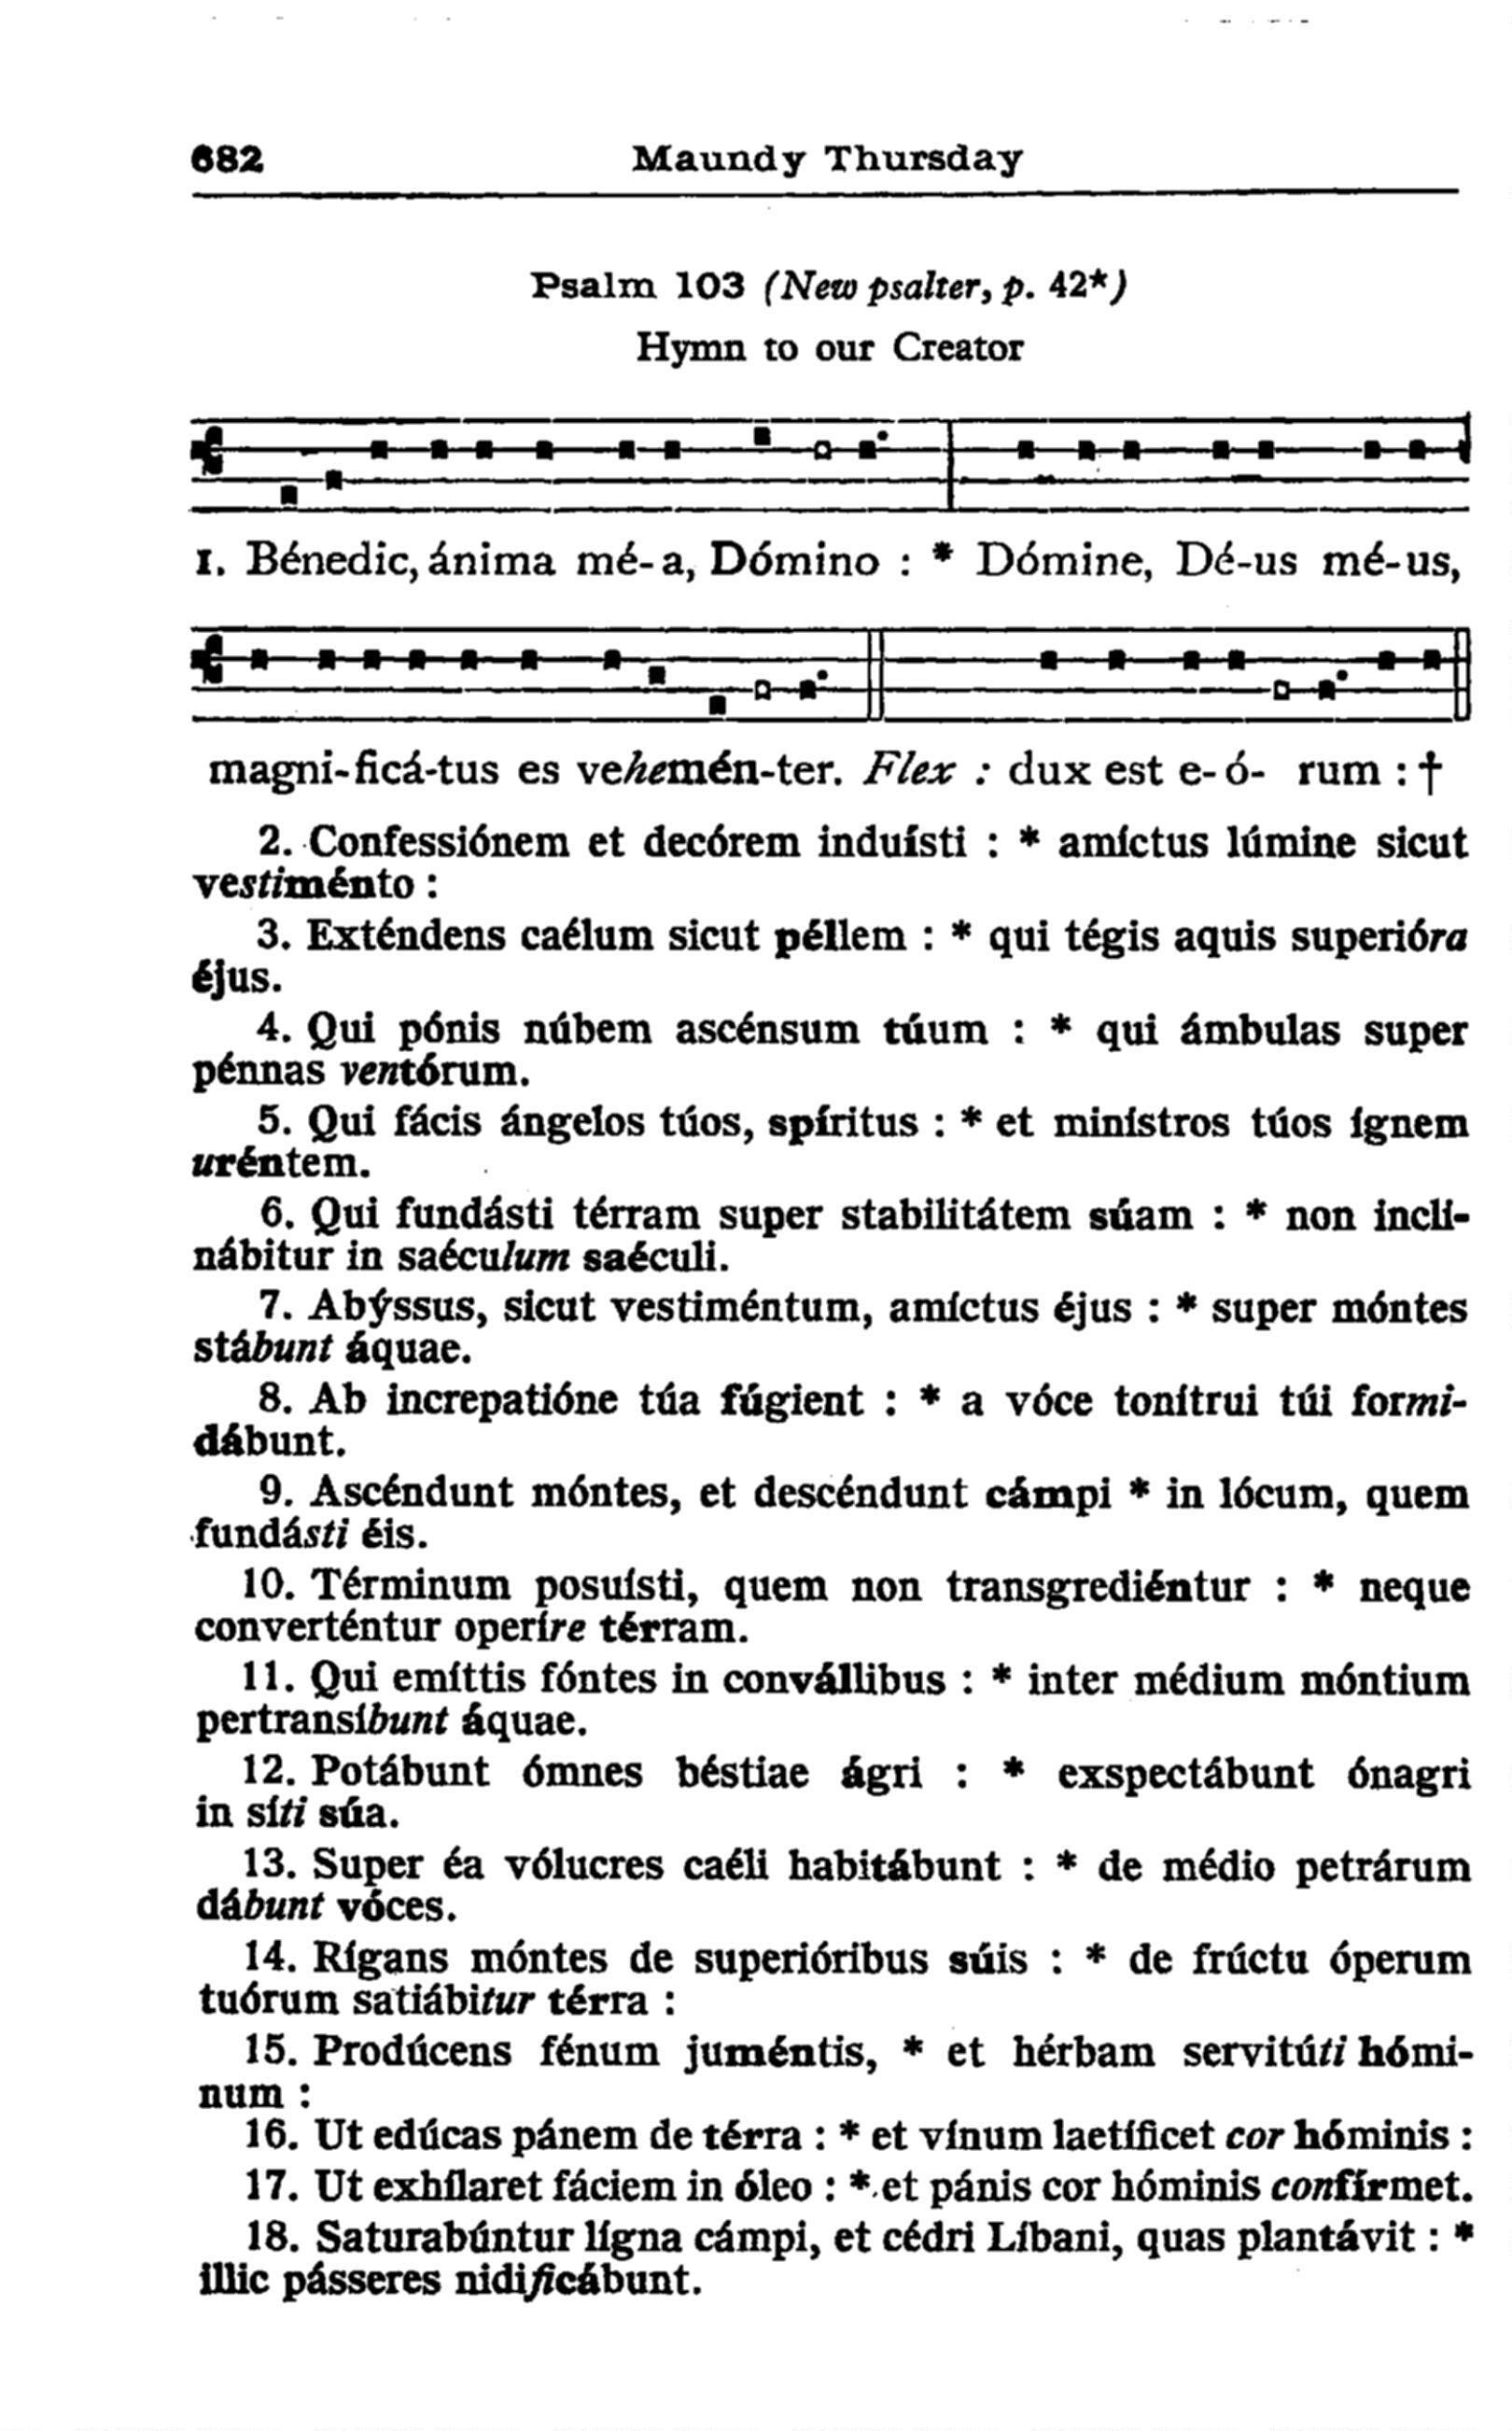 682 Maundy Thursday
Psalm 103 (New psalter, p. 42*)
Hymn to our Creator
1. Bénedic, ánima mé- a, Dómino : * Dómine, Dé-us mé-us,
magni-ficá-tus es vehemén-ter. Flex : dux est e- ó- rum : †
2. Confessiónem et decórem induísti : * amíctus lúmine sicut
vestiménto :
3. Exténdens caélum sicut péllem : * qui tégis aquis superióra
éjus.
4. Qui pónis núbem ascénsum túum : * qui ámbulas super
pénnas ventórum.
5. Qui fácis ángelos túos, spíritus : * et minístros túos ígnem
uréntem.
6. Qui fundásti térram super stabilitátem súam : * non incli-
nábitur in saéculum saéculi.
7. Abýssus, sicut vestiméntum, amíctus éjus : * super móntes
stábunt áquae.
8. Ab increpatióne túa fúgient : * a vóce tonítrui túi formi-
dábunt.
9. Ascéndunt móntes, et descéndunt cámpi * in lócum, quem
fundásti éis.
10. Términum posuísti, quem non transgrediéntur : * neque
converténtur operíre térram.
11. Qui emíttis fóntes in convállibus : * inter médium móntium
pertransíbunt áquae.
12. Potábunt ómnes béstiae ágri : * exspectábunt ónagri
in síti súa.
13. Super éa vólucres caéli habitábunt : * de médio petrárum
dábunt vóces.
14. Rígans móntes de superióribus súis : * de frúctu óperum
tuórum satiábitur térra :
15. Prodúcens fénum juméntis, * et hérbam servitúti hómi-
num :
16. Ut edúcas pánem de térra : * et vínum laetíficet cor hóminis :
17. Ut exhílaret fáciem in óleo : * et pánis cor hóminis confírmet.
18. Saturabúntur lígna cámpi, et cédri Líbani, quas plantávit : *
illic pásseres nidificábunt.